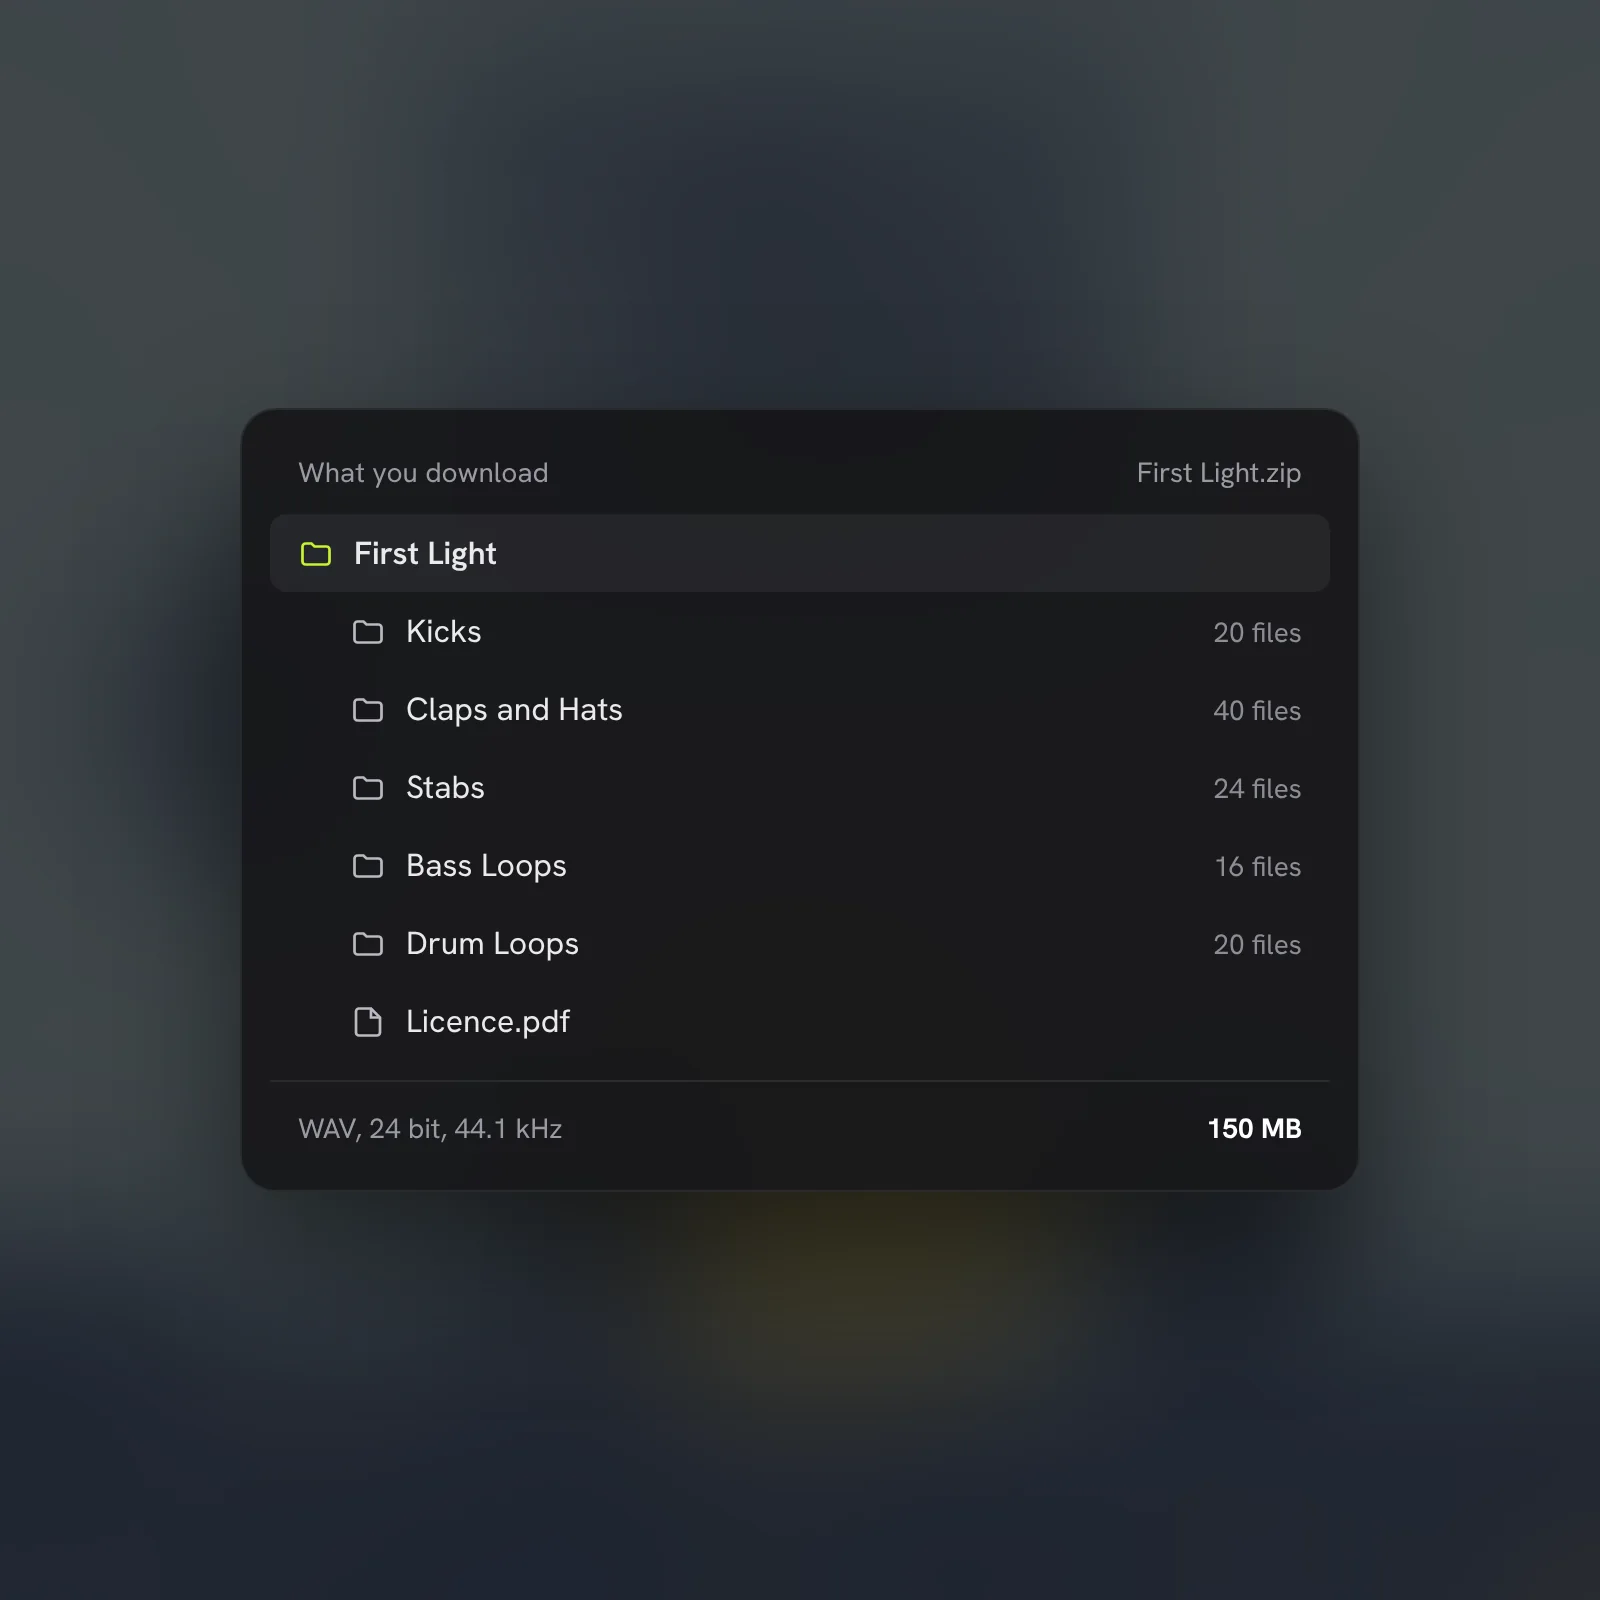 What you download First Light.zip
First Light
Kicks 20 files
Claps and Hats 40 files
Stabs 24 files
Bass Loops 16 files
Drum Loops 20 files
Licence.pdf
WAV, 24 bit, 44.1 kHz 150 MB